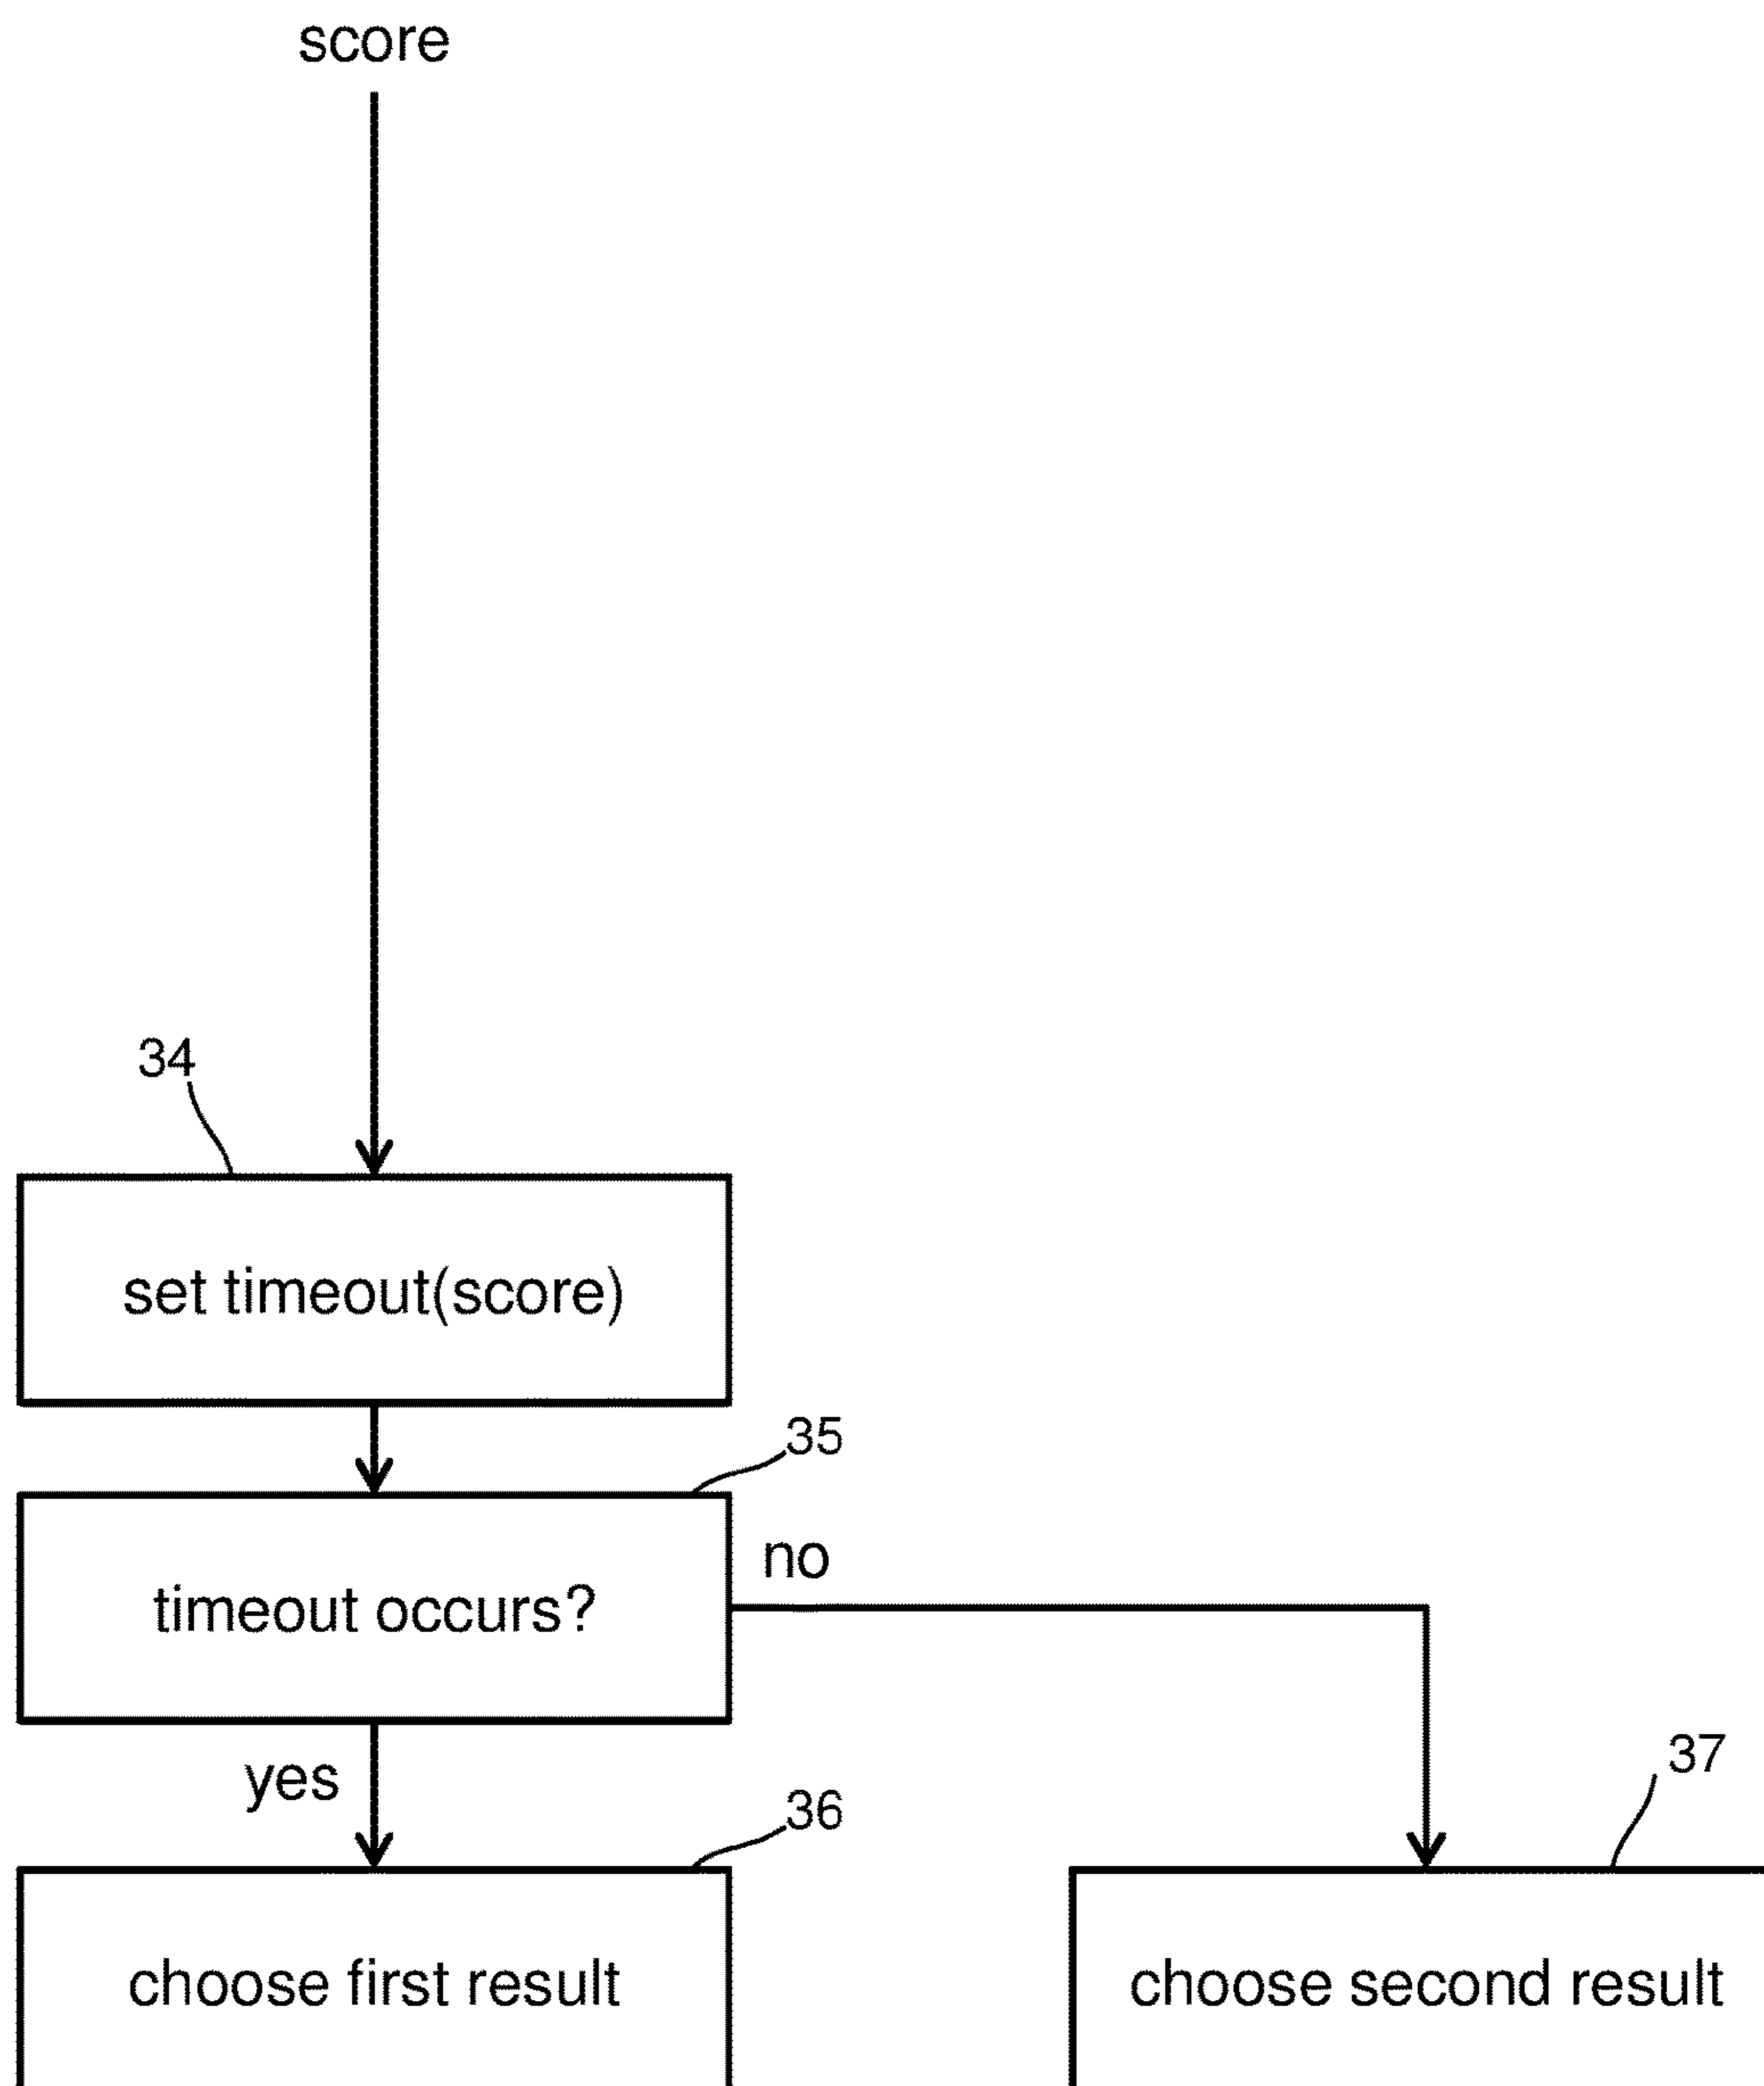 score
34
set timeout(score)
35
no
timeout occurs?
37
yes
36
choose first result
choose second result